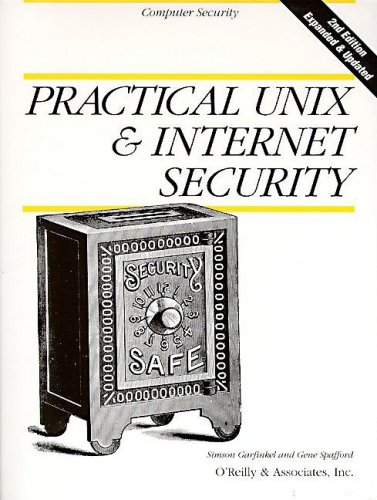 Computer Security
2nd Edition
Expanded & Updated
PRACTICAL UNIX
& INTERNET
SECURITY
SECURITY
SAFE
Simson Garfinkel and Gene Spafford
O'Reilly & Associates, Inc.